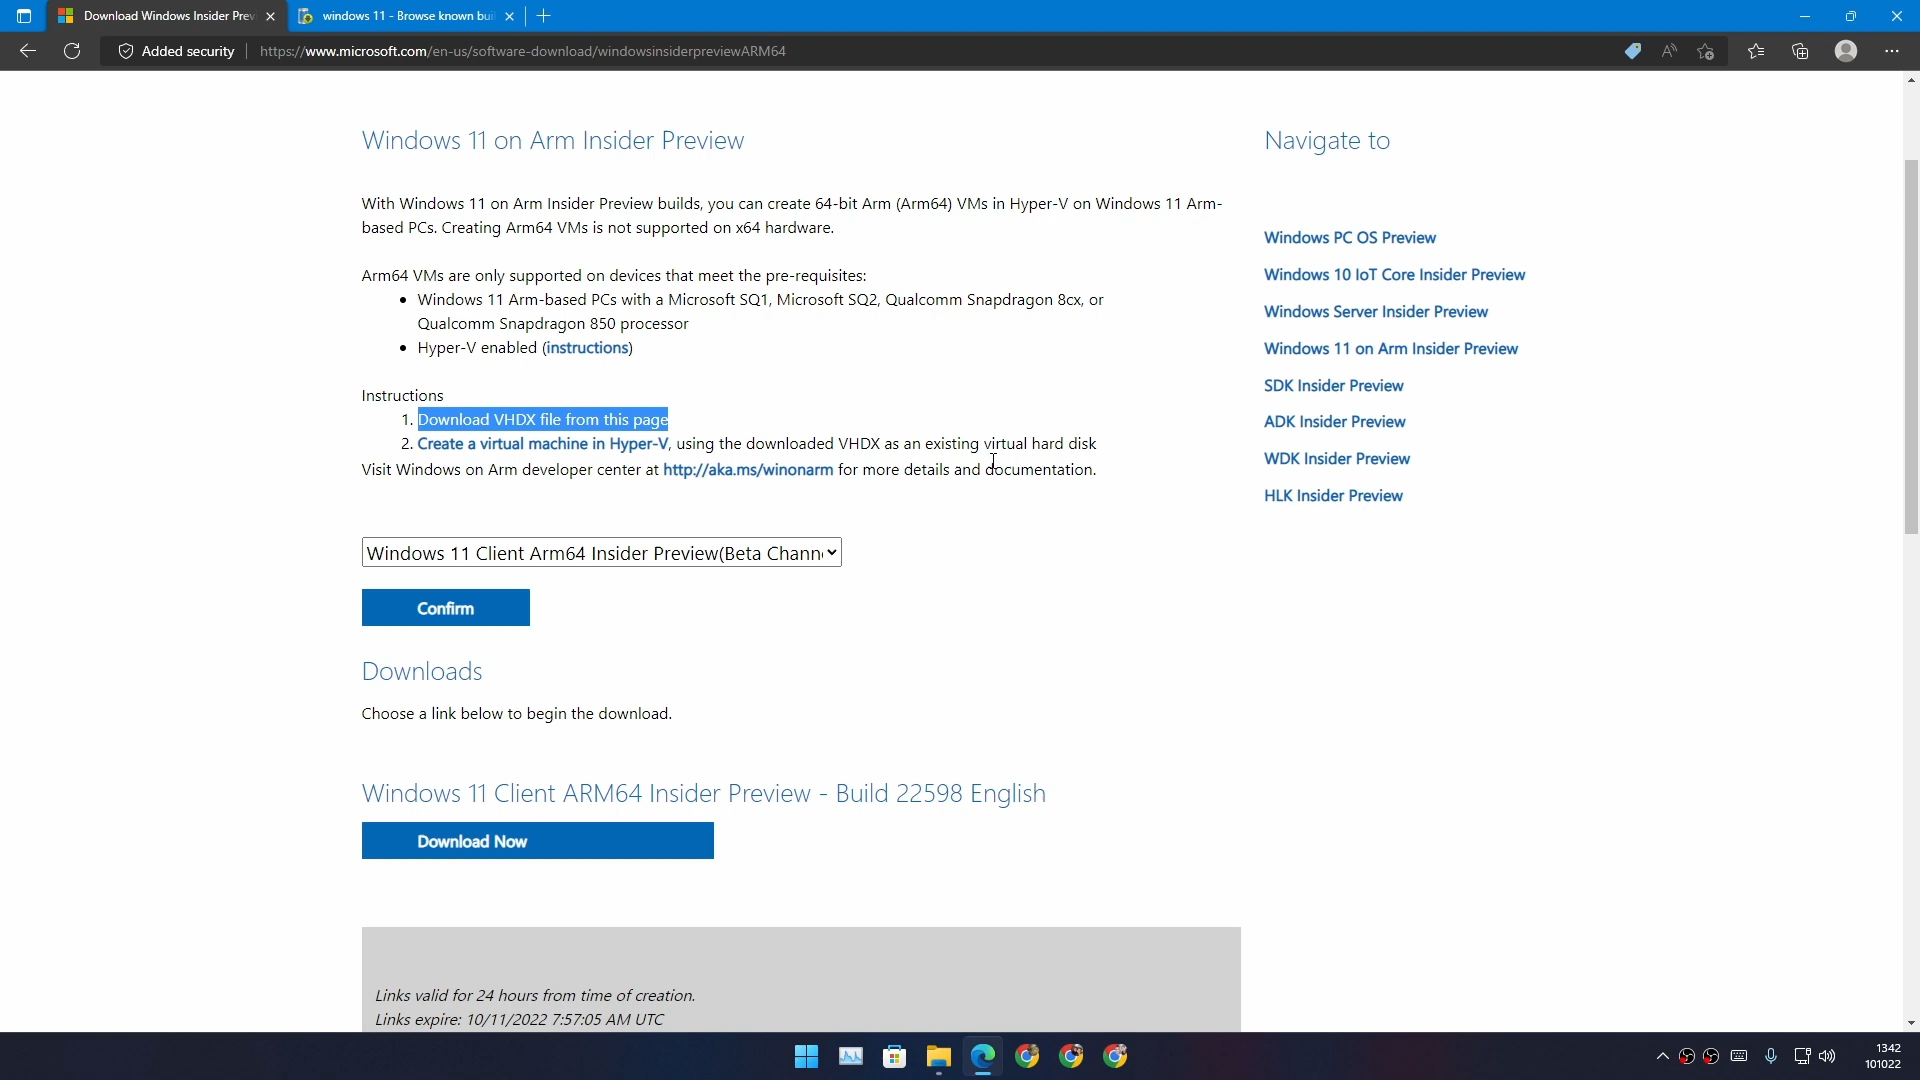 Download Windows Insider Prev
windows 11 - Browse known bui
Added security
https://www.microsoft.com/en-us/software-download/windowsinsiderpreviewARM64
Windows 11 on Arm Insider Preview
With Windows 11 on Arm Insider Preview builds, you can create 64-bit Arm (Arm64) VMs in Hyper-V on Windows 11 Arm-
based PCs. Creating Arm64 VMs is not supported on x64 hardware.
Arm64 VMs are only supported on devices that meet the pre-requisites:
• Windows 11 Arm-based PCs with a Microsoft SQ1, Microsoft SQ2, Qualcomm Snapdragon 8cx, or
Qualcomm Snapdragon 850 processor
• Hyper-V enabled (instructions)
Instructions
1. Download VHDX file from this page
2. Create a virtual machine in Hyper-V, using the downloaded VHDX as an existing virtual hard disk
Visit Windows on Arm developer center at http://aka.ms/winonarm for more details and documentation.
Windows 11 Client Arm64 Insider Preview(Beta Chann
Confirm
Downloads
Choose a link below to begin the download.
Windows 11 Client ARM64 Insider Preview - Build 22598 English
Download Now
Links valid for 24 hours from time of creation.
Links expire: 10/11/2022 7:57:05 AM UTC
Navigate to
Windows PC OS Preview
Windows 10 IoT Core Insider Preview
Windows Server Insider Preview
Windows 11 on Arm Insider Preview
SDK Insider Preview
ADK Insider Preview
WDK Insider Preview
HLK Insider Preview
1342
101022